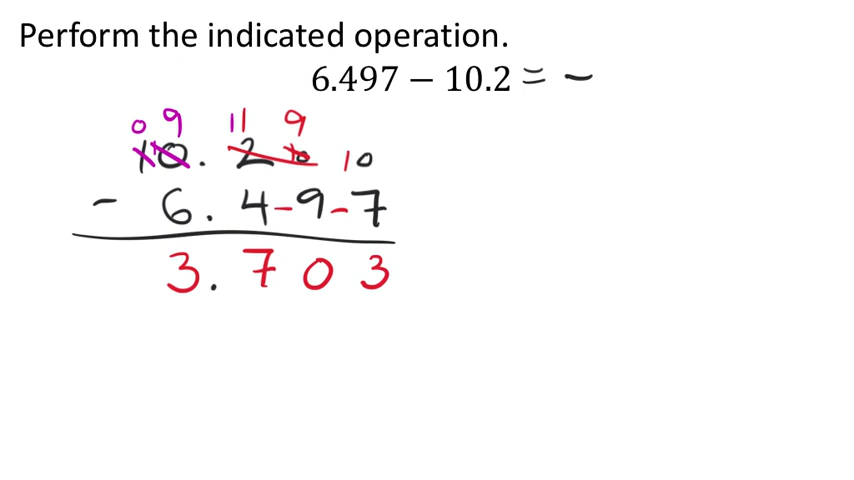 Perform the indicated operation.
6.497 − 10.2 = −
0 9 11 9
10. 2 10 10
- 6. 4-9-7
3. 7 0 3